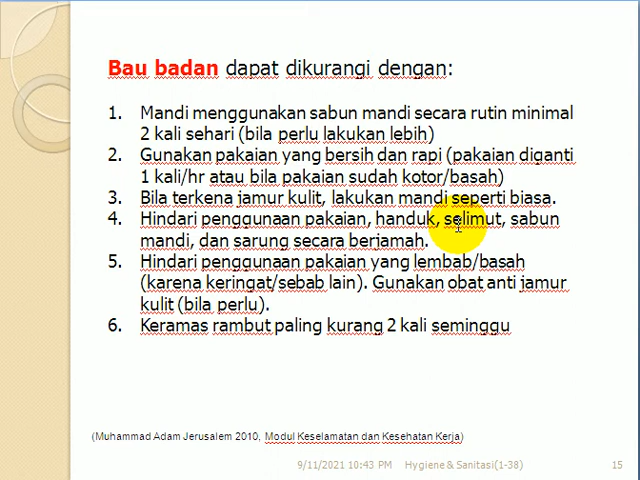 Bau badan dapat dikurangi dengan:
1. Mandi menggunakan sabun mandi secara rutin minimal
2 kali sehari (bila perlu lakukan lebih)
2. Gunakan pakaian yang bersih dan rapi (pakaian diganti
1 kali/hr atau bila pakaian sudah kotor/basah)
3. Bila terkena jamur kulit, lakukan mandi seperti biasa.
4. Hindari penggunaan pakaian, handuk, selimut, sabun
mandi, dan sarung secara berjamah.
5. Hindari penggunaan pakaian yang lembab/basah
(karena keringat/sebab lain). Gunakan obat anti jamur
kulit (bila perlu).
6. Keramas rambut paling kurang 2 kali seminggu
(Muhammad Adam Jerusalem 2010, Modul Keselamatan dan Kesehatan Kerja)
9/11/2021 10:43 PM Hygiene & Sanitasi(1-38) 15